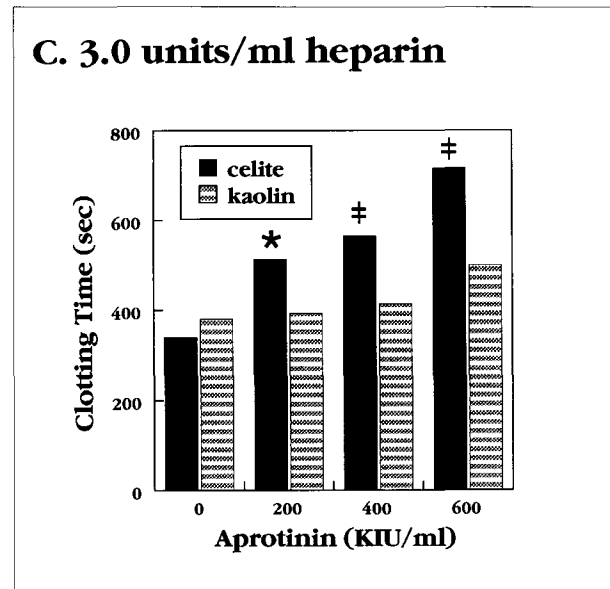 C. 3.0 units/ml heparin
800
600
400
200
0
Clotting Time (sec)
celite
kaolin
*
‡
‡
0 200 400 600
Aprotinin (KIU/ml)